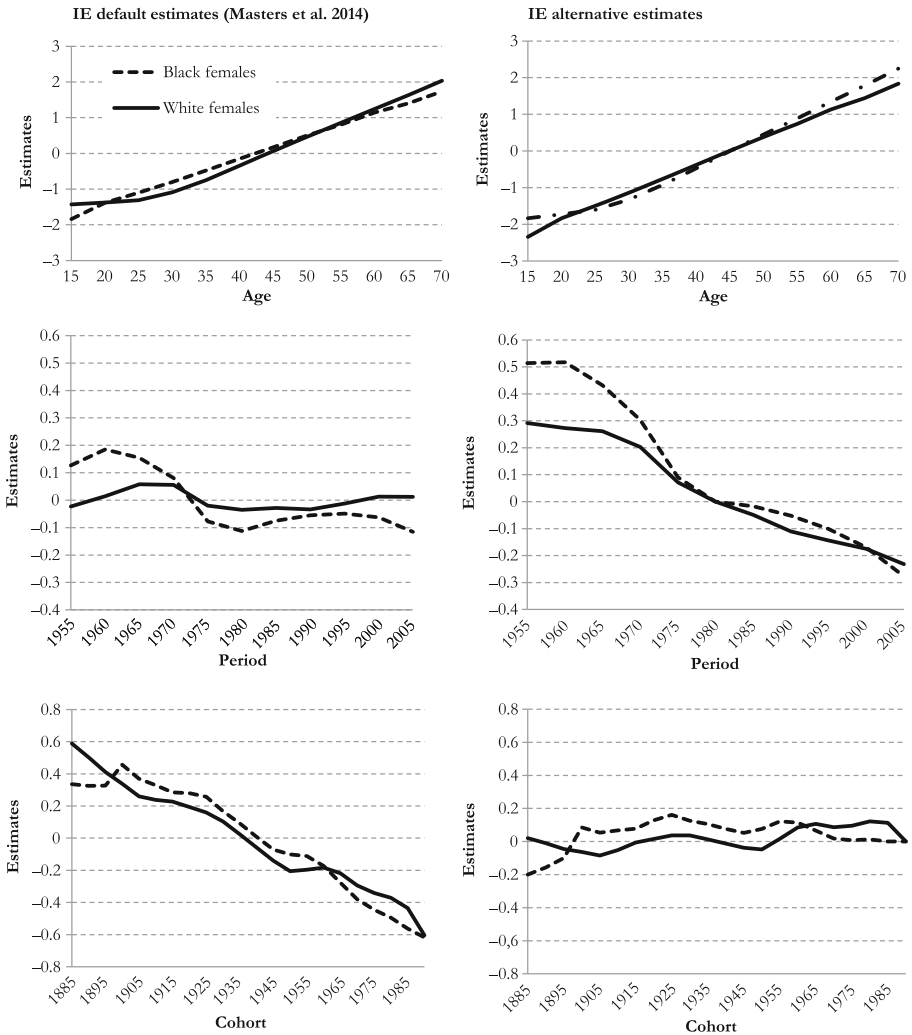 IE default estimates (Masters et al. 2014)
3
2
1
0
–1
–2
–3
Estimates
Black females
White females
15 20 25 30 35 40 45 50 55 60 65 70
Age
IE alternative estimates
3
2
1
0
–1
–2
–3
Estimates
15 20 25 30 35 40 45 50 55 60 65 70
Age
0.6
0.5
0.4
0.3
0.2
0.1
0
–0.1
–0.2
–0.3
–0.4
Estimates
1955 1960 1965 1970 1975 1980 1985 1990 1995 2000 2005
Period
0.6
0.5
0.4
0.3
0.2
0.1
0
–0.1
–0.2
–0.3
–0.4
Estimates
1955 1960 1965 1970 1975 1980 1985 1990 1995 2000 2005
Period
0.8
0.6
0.4
0.2
0
–0.2
–0.4
–0.6
–0.8
Estimates
1885 1895 1905 1915 1925 1935 1945 1955 1965 1975 1985
Cohort
0.8
0.6
0.4
0.2
0
–0.2
–0.4
–0,6
–0.8
Estimates
1885 1895 1905 1915 1925 1935 1945 1955 1965 1975 1985
Cohort